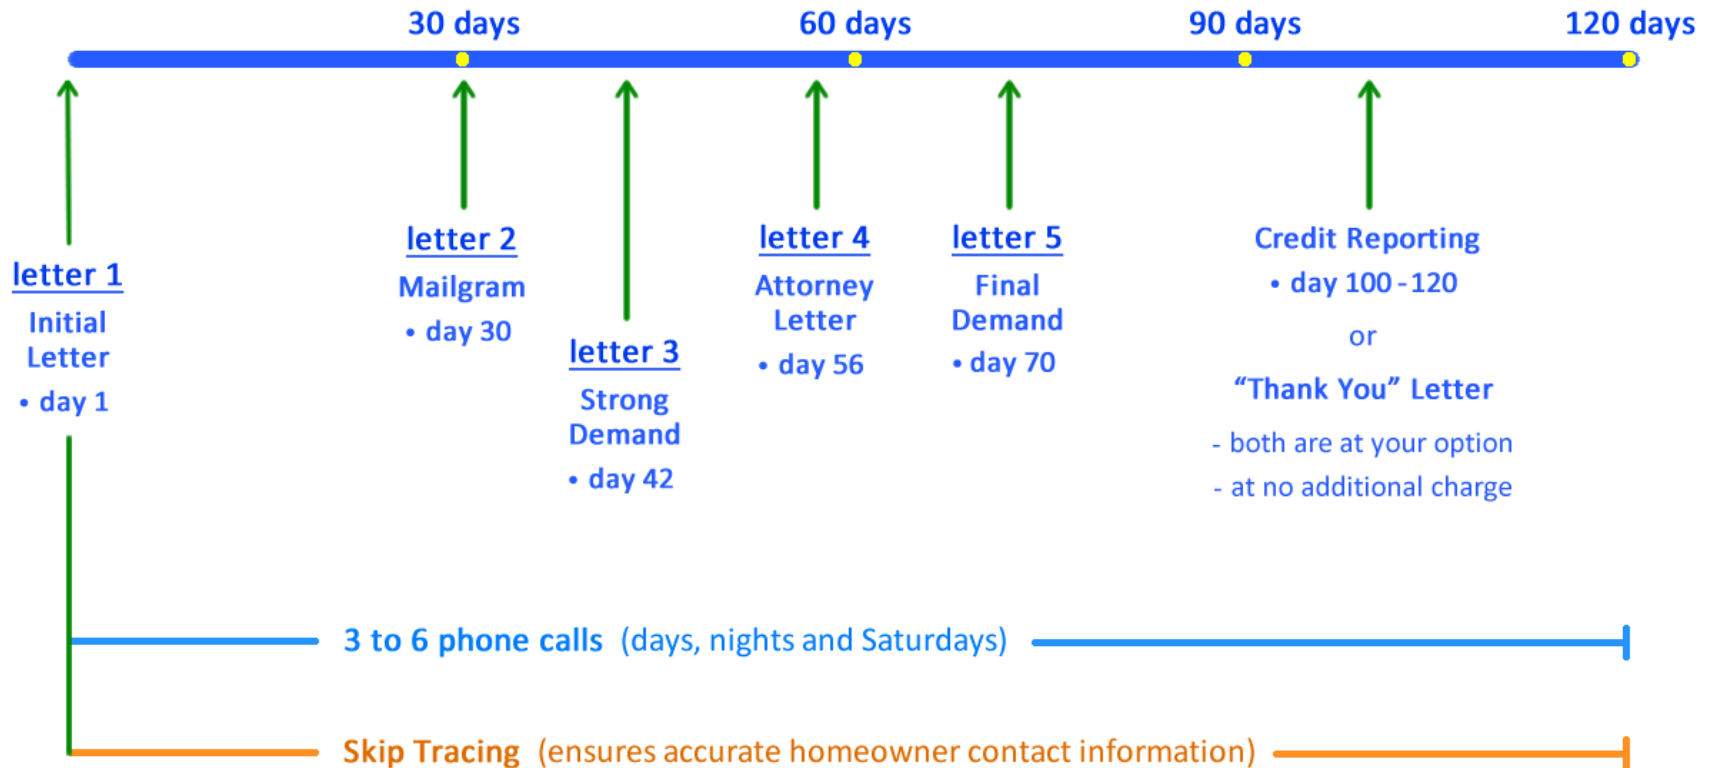 30 days
60 days
90 days
120 days
letter 1
Initial
Letter
• day 1
letter 2
Mailgram
• day 30
letter 3
Strong
Demand
• day 42
letter 4
Attorney
Letter
• day 56
letter 5
Final
Demand
• day 70
Credit Reporting
• day 100 - 120
or
“Thank You” Letter
- both are at your option
- at no additional charge
3 to 6 phone calls (days, nights and Saturdays)
Skip Tracing (ensures accurate homeowner contact information)